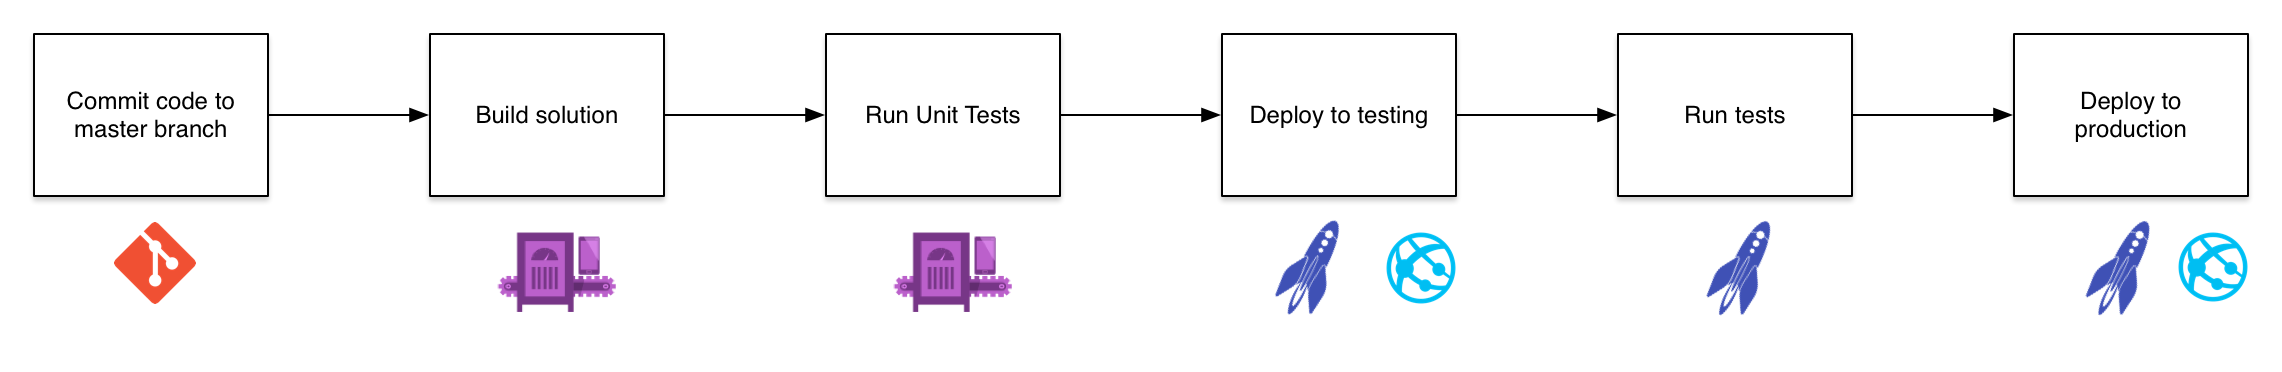 Commit code to
master branch
Build solution
Run Unit Tests
Deploy to testing
Run tests
Deploy to
production